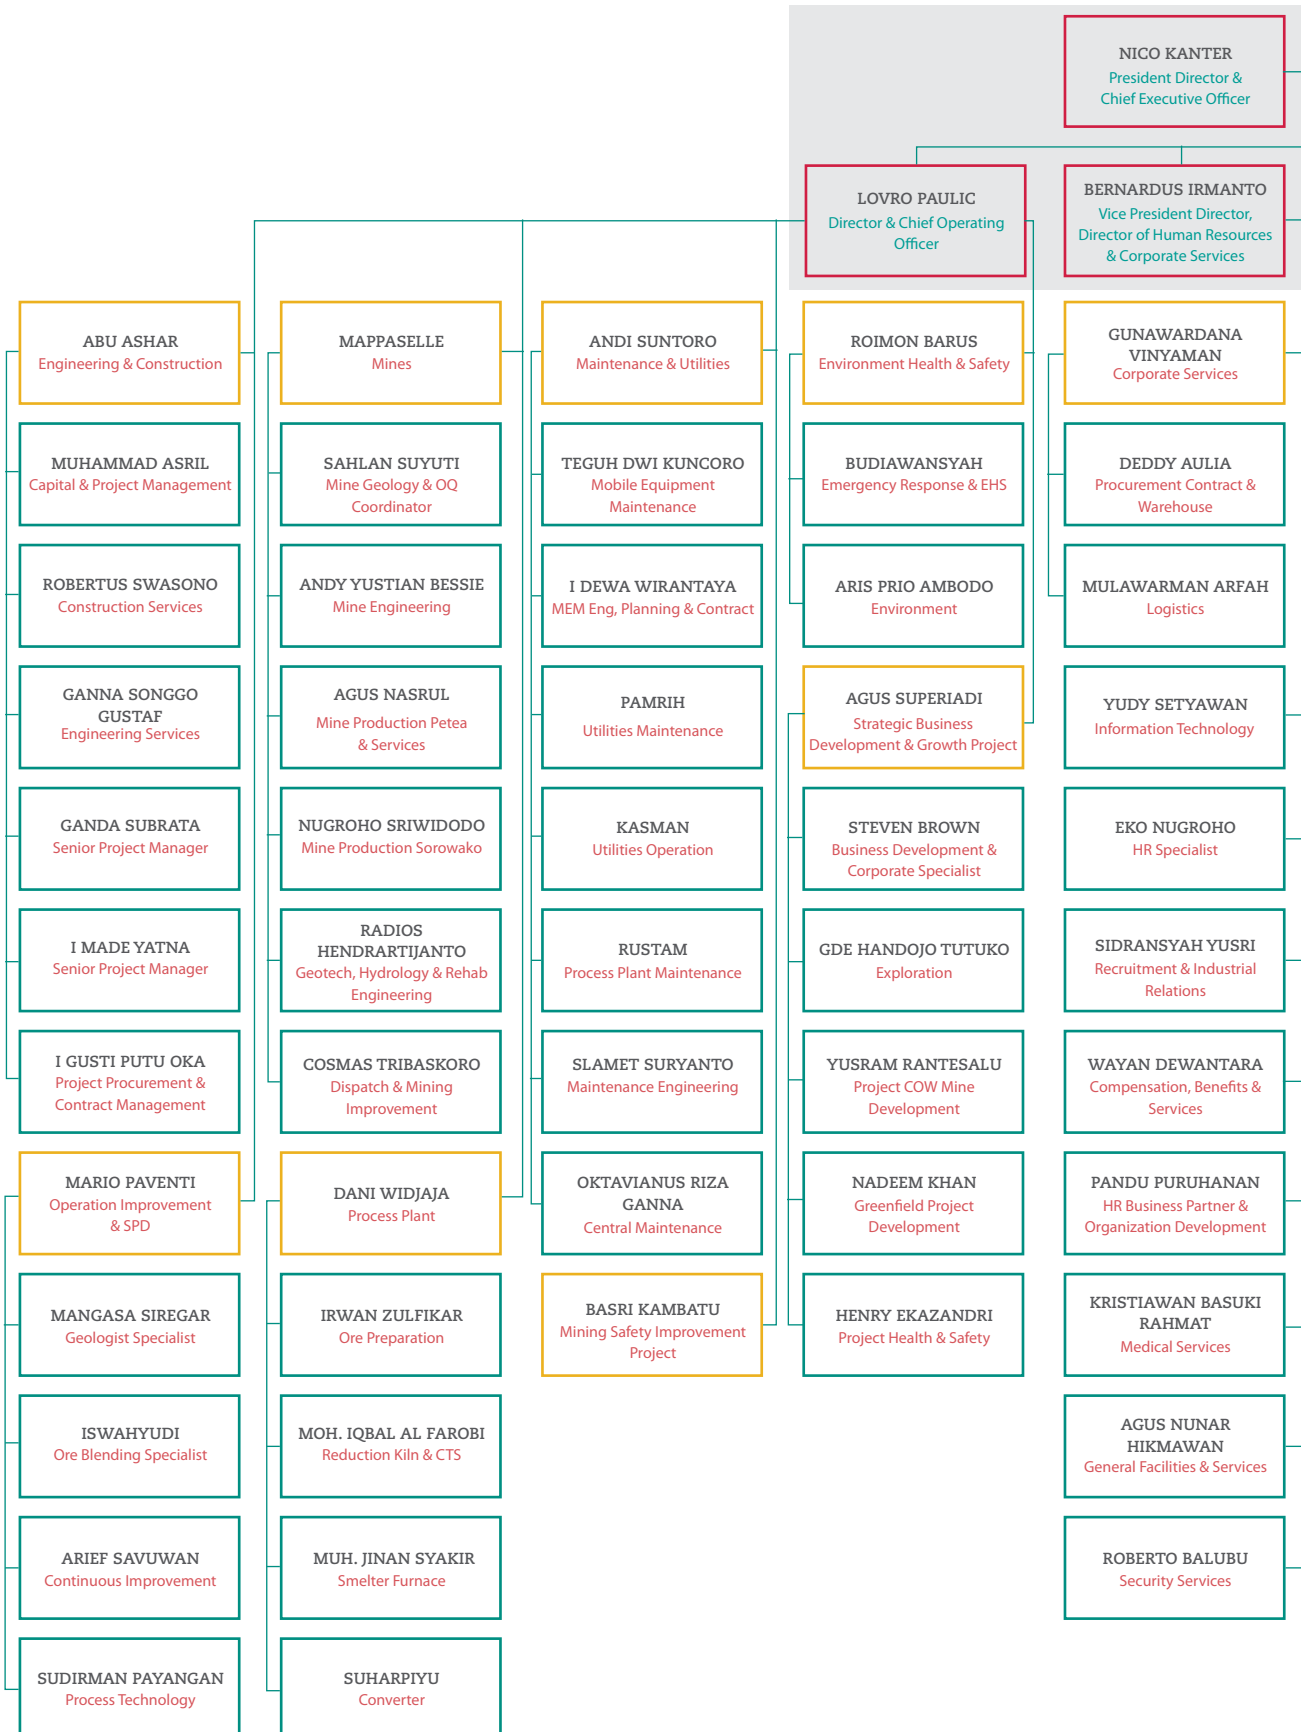 NICO KANTER
President Director &
Chief Executive Officer
LOVRO PAULIC
Director & Chief Operating
Officer
BERNARDUS IRMANTO
Vice President Director,
Director of Human Resources
& Corporate Services
ABU ASHAR
Engineering & Construction
MUHAMMAD ASRIL
Capital & Project Management
ROBERTUS SWASONO
Construction Services
GANNA SONGGO
GUSTAF
Engineering Services
GANDA SUBRATA
Senior Project Manager
I MADE YATNA
Senior Project Manager
I GUSTI PUTU OKA
Project Procurement &
Contract Management
MARIO PAVENTI
Operation Improvement
& SPD
MANGASA SIREGAR
Geologist Specialist
ISWAHYUDI
Ore Blending Specialist
ARIEF SAVUWAN
Continuous Improvement
SUDIRMAN PAYANGAN
Process Technology
MAPPASELLE
Mines
SAHLAN SUYUTI
Mine Geology & OQ
Coordinator
ANDY YUSTIAN BESSIE
Mine Engineering
AGUS NASRUL
Mine Production Petea
& Services
NUGROHO SRIWIDODO
Mine Production Sorowako
RADIOS
HENDRARTIJANTO
Geotech, Hydrology & Rehab
Engineering
COSMAS TRIBASKORO
Dispatch & Mining
Improvement
DANI WIDJAJA
Process Plant
IRWAN ZULFIKAR
Ore Preparation
MOH. IQBAL AL FAROBI
Reduction Kiln & CTS
MUH. JINAN SYAKIR
Smelter Furnace
SUHARPIYU
Converter
ANDI SUNTORO
Maintenance & Utilities
TEGUH DWI KUNCORO
Mobile Equipment
Maintenance
I DEWA WIRANTAYA
MEM Eng, Planning & Contract
PAMRIH
Utilities Maintenance
KASMAN
Utilities Operation
RUSTAM
Process Plant Maintenance
SLAMET SURYANTO
Maintenance Engineering
OKTAVIANUS RIZA
GANNA
Central Maintenance
BASRI KAMBATU
Mining Safety Improvement
Project
ROIMON BARUS
Environment Health & Safety
BUDIAWANSYAH
Emergency Response & EHS
ARIS PRIO AMBODO
Environment
AGUS SUPERIADI
Strategic Business
Development & Growth Project
STEVEN BROWN
Business Development &
Corporate Specialist
GDE HANDOJO TUTUKO
Exploration
YUSRAM RANTESALU
Project COW Mine
Development
NADEEM KHAN
Greenfield Project
Development
HENRY EKAZANDRI
Project Health & Safety
GUNAWARDANA
VINYAMAN
Corporate Services
DEDDY AULIA
Procurement Contract &
Warehouse
MULAWARMAN ARFAH
Logistics
YUDY SETYAWAN
Information Technology
EKO NUGROHO
HR Specialist
SIDRANSYAH YUSRI
Recruitment & Industrial
Relations
WAYAN DEWANTARA
Compensation, Benefits &
Services
PANDU PURUHANAN
HR Business Partner &
Organization Development
KRISTIAWAN BASUKI
RAHMAT
Medical Services
AGUS NUNAR
HIKMAWAN
General Facilities & Services
ROBERTO BALUBU
Security Services